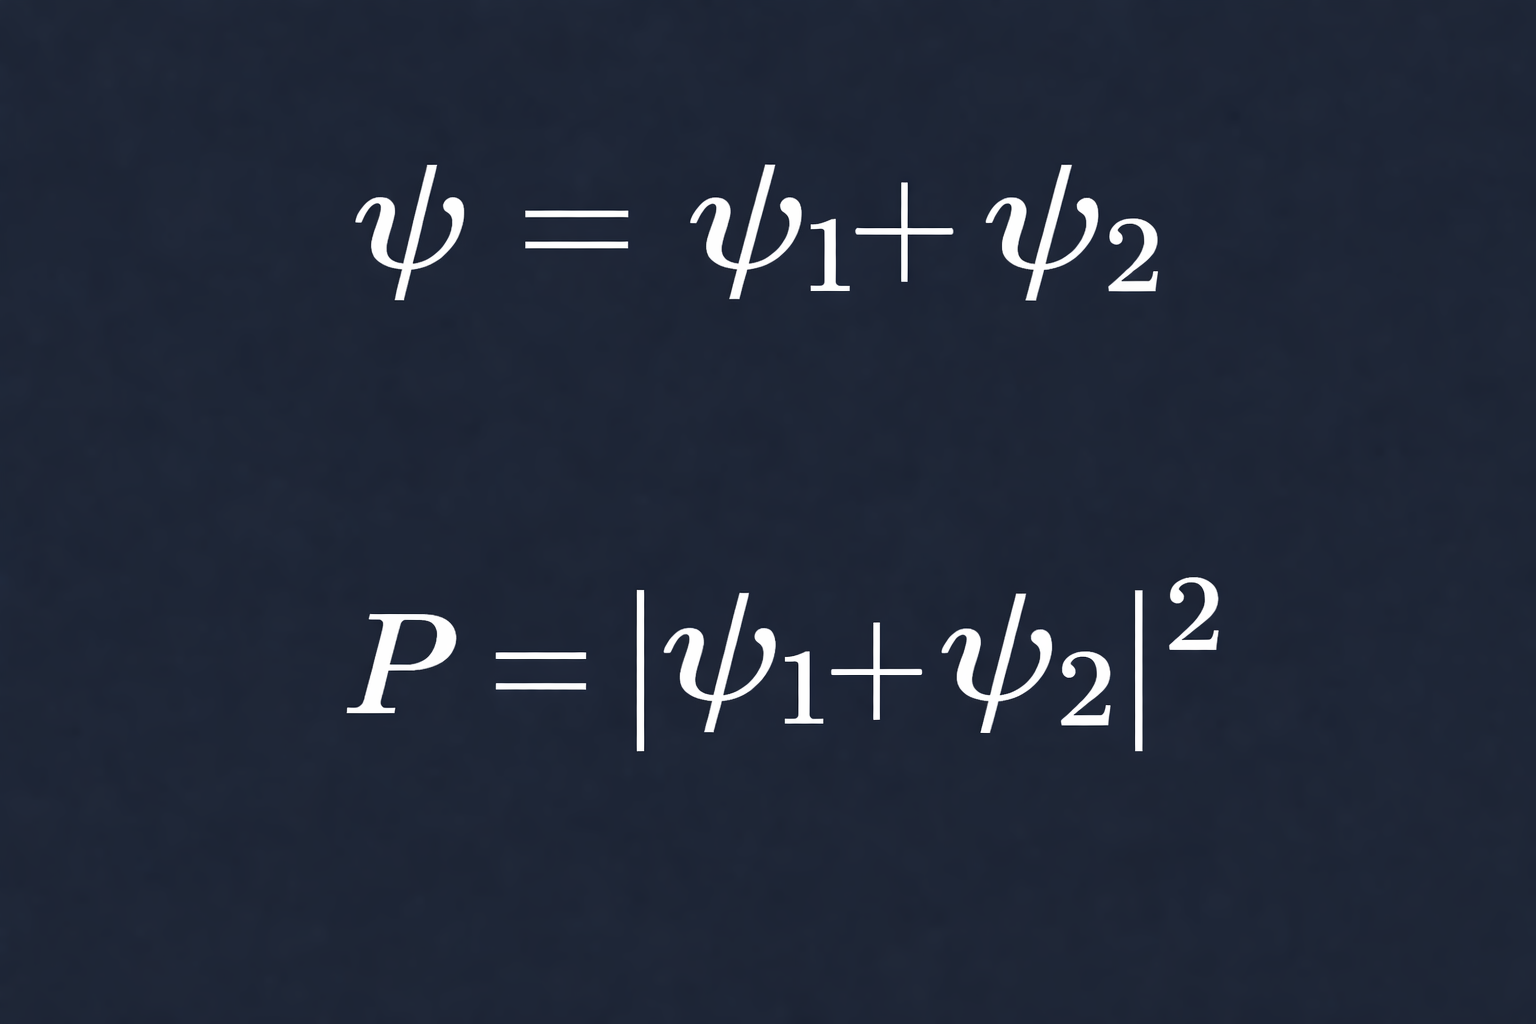 ψ = ψ₁+ ψ₂
P = |ψ₁+ ψ₂|²